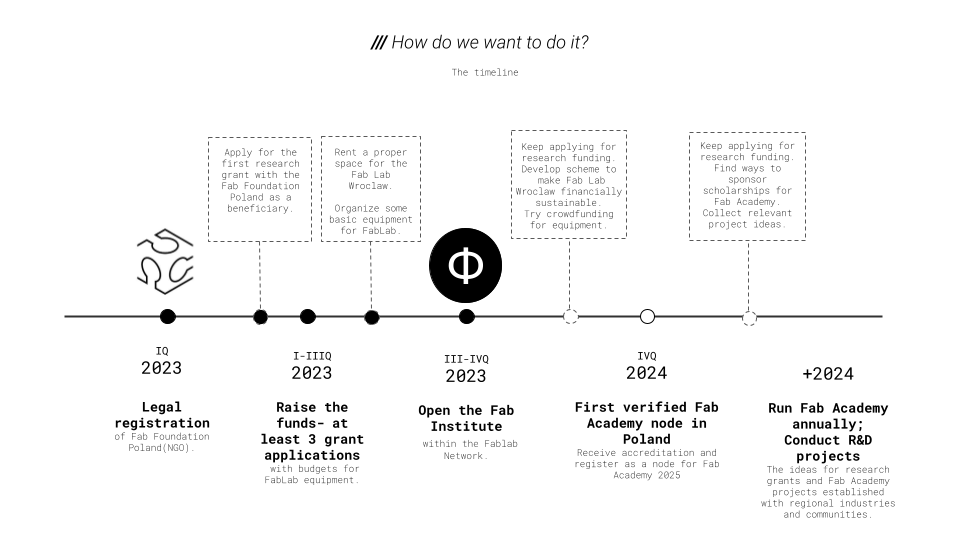 /// How do we want to do it?
The timeline
Apply for the
first research
grant with the
Fab Foundation
Poland as a
beneficiary.
Rent a proper
space for the
Fab Lab
Wroclaw.
Organize some
basic equipment
for FabLab.
Keep applying for
research funding.
Develop scheme to
make Fab Lab
Wroclaw financially
sustainable.
Try crowdfunding
for equipment.
Keep applying for
research funding.
Find ways to
sponsor
scholarships for
Fab Academy.
Collect relevant
project ideas.
Φ
IQ
2023
Legal
registration
of Fab Foundation
Poland(NGO).
I-IIIQ
2023
Raise the
funds- at
least 3 grant
applications
with budgets for
FabLab equipment.
III-IVQ
2023
Open the Fab
Institute
within the Fablab
Network.
IVQ
2024
First verified Fab
Academy node in
Poland
Receive accreditation and
register as a node for Fab
Academy 2025
+2024
Run Fab Academy
annually;
Conduct R&D
projects
The ideas for research
grants and Fab Academy
projects established
with regional industries
and communities.